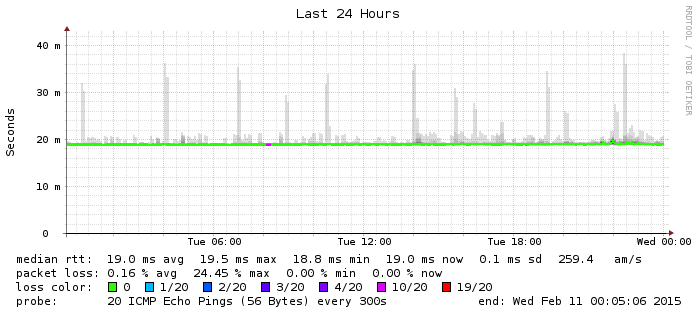 Last 24 Hours
RRDTOOL / TOBI OETIKER
Seconds
40 m
30 m
20 m
10 m
0
Tue 06:00 Tue 12:00 Tue 18:00 Wed 00:00
median rtt: 19.0 ms avg 19.5 ms max 18.8 ms min 19.0 ms now 0.1 ms sd 259.4 am/s
packet loss: 0.16 % avg 24.45 % max 0.00 % min 0.00 % now
loss color: 0 1/20 2/20 3/20 4/20 10/20 19/20
probe: 20 ICMP Echo Pings (56 Bytes) every 300s end: Wed Feb 11 00:05:06 2015